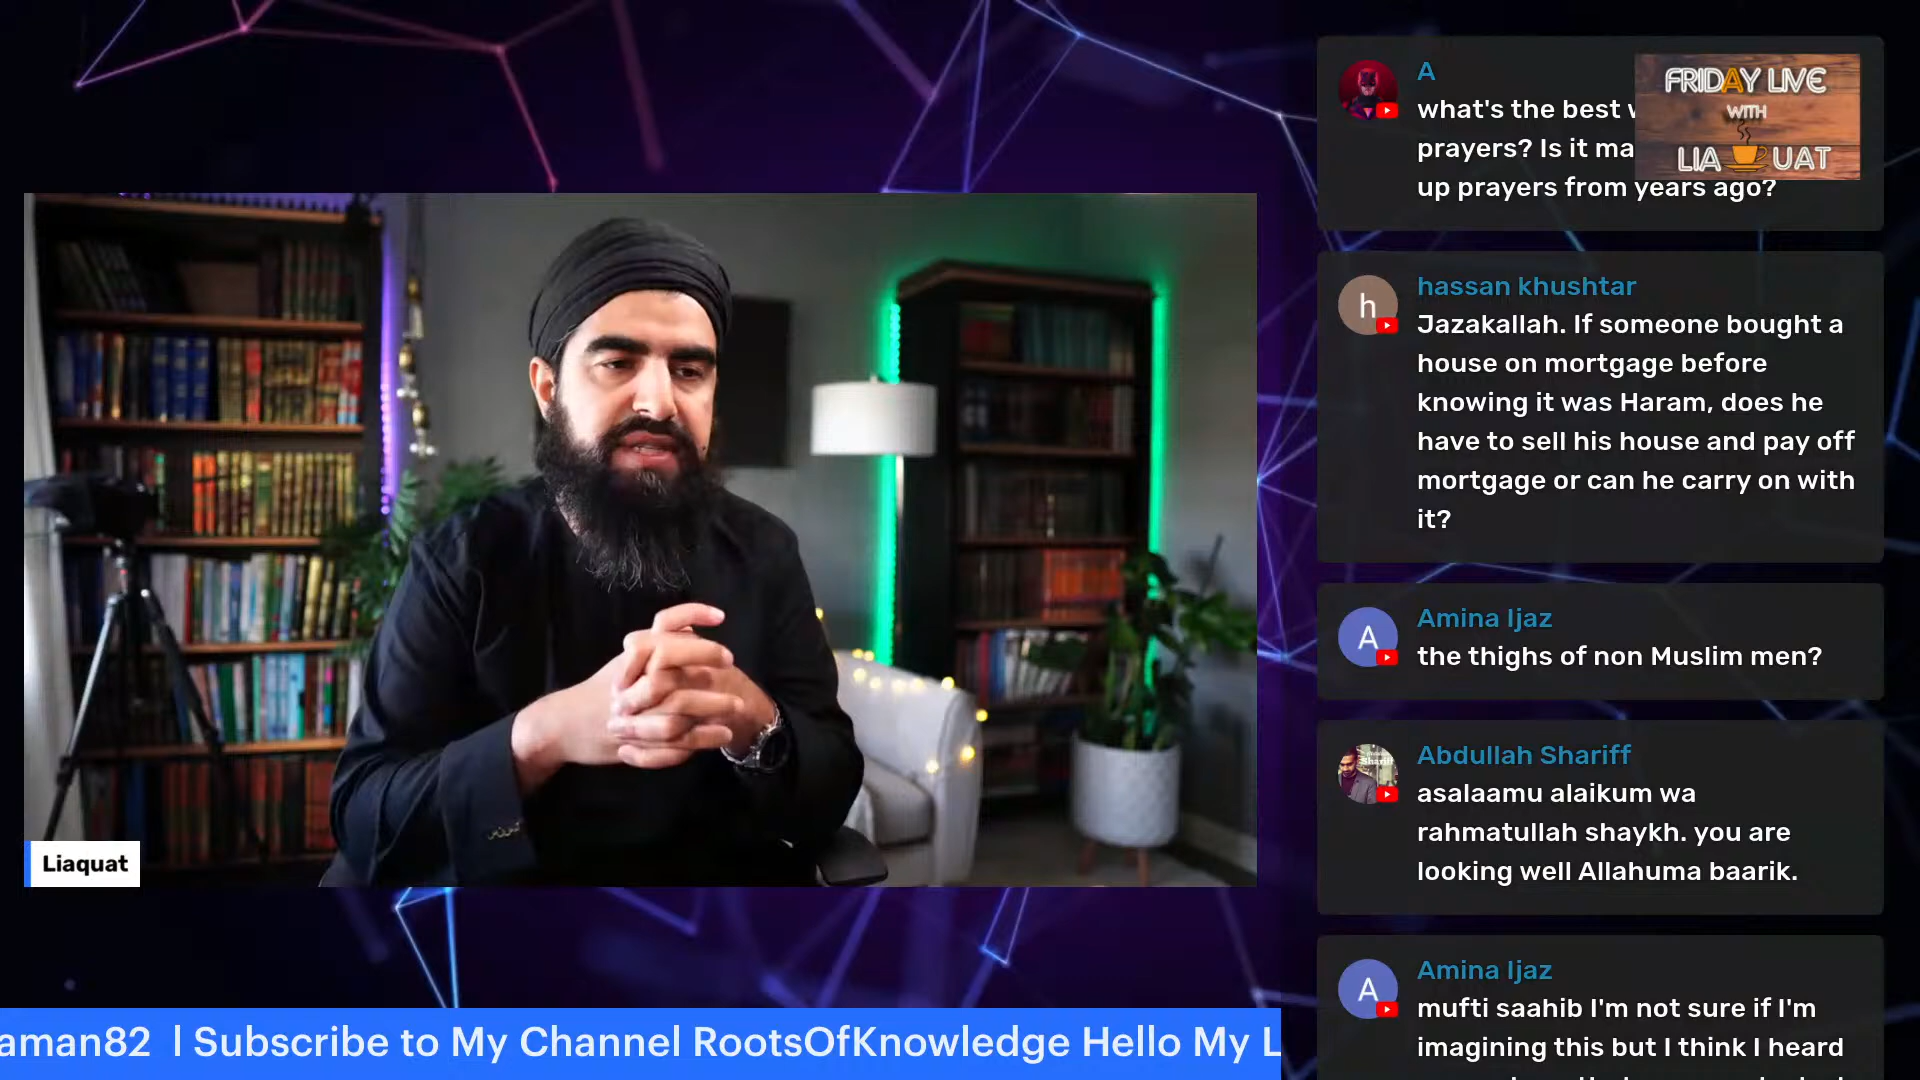 A
what's the best
prayers? Is it
up prayers from years ago?
FRIDAY LIVE
WITH
LIA UAT
hassan khushtar
h
Jazakallah. If someone bought a
house on mortgage before
knowing it was Haram, does he
have to sell his house and pay off
mortgage or can he carry on with
it?
Amina Ijaz
A
the thighs of non Muslim men?
Abdullah Shariff
asalaamu alaikum wa
rahmatullah shaykh. you are
looking well Allahuma baarik.
Amina Ijaz
A
mufti saahib I'm not sure if I'm
imagining this but I think I heard
Liaquat
aman82 | Subscribe to My Channel RootsOfKnowledge Hello My L